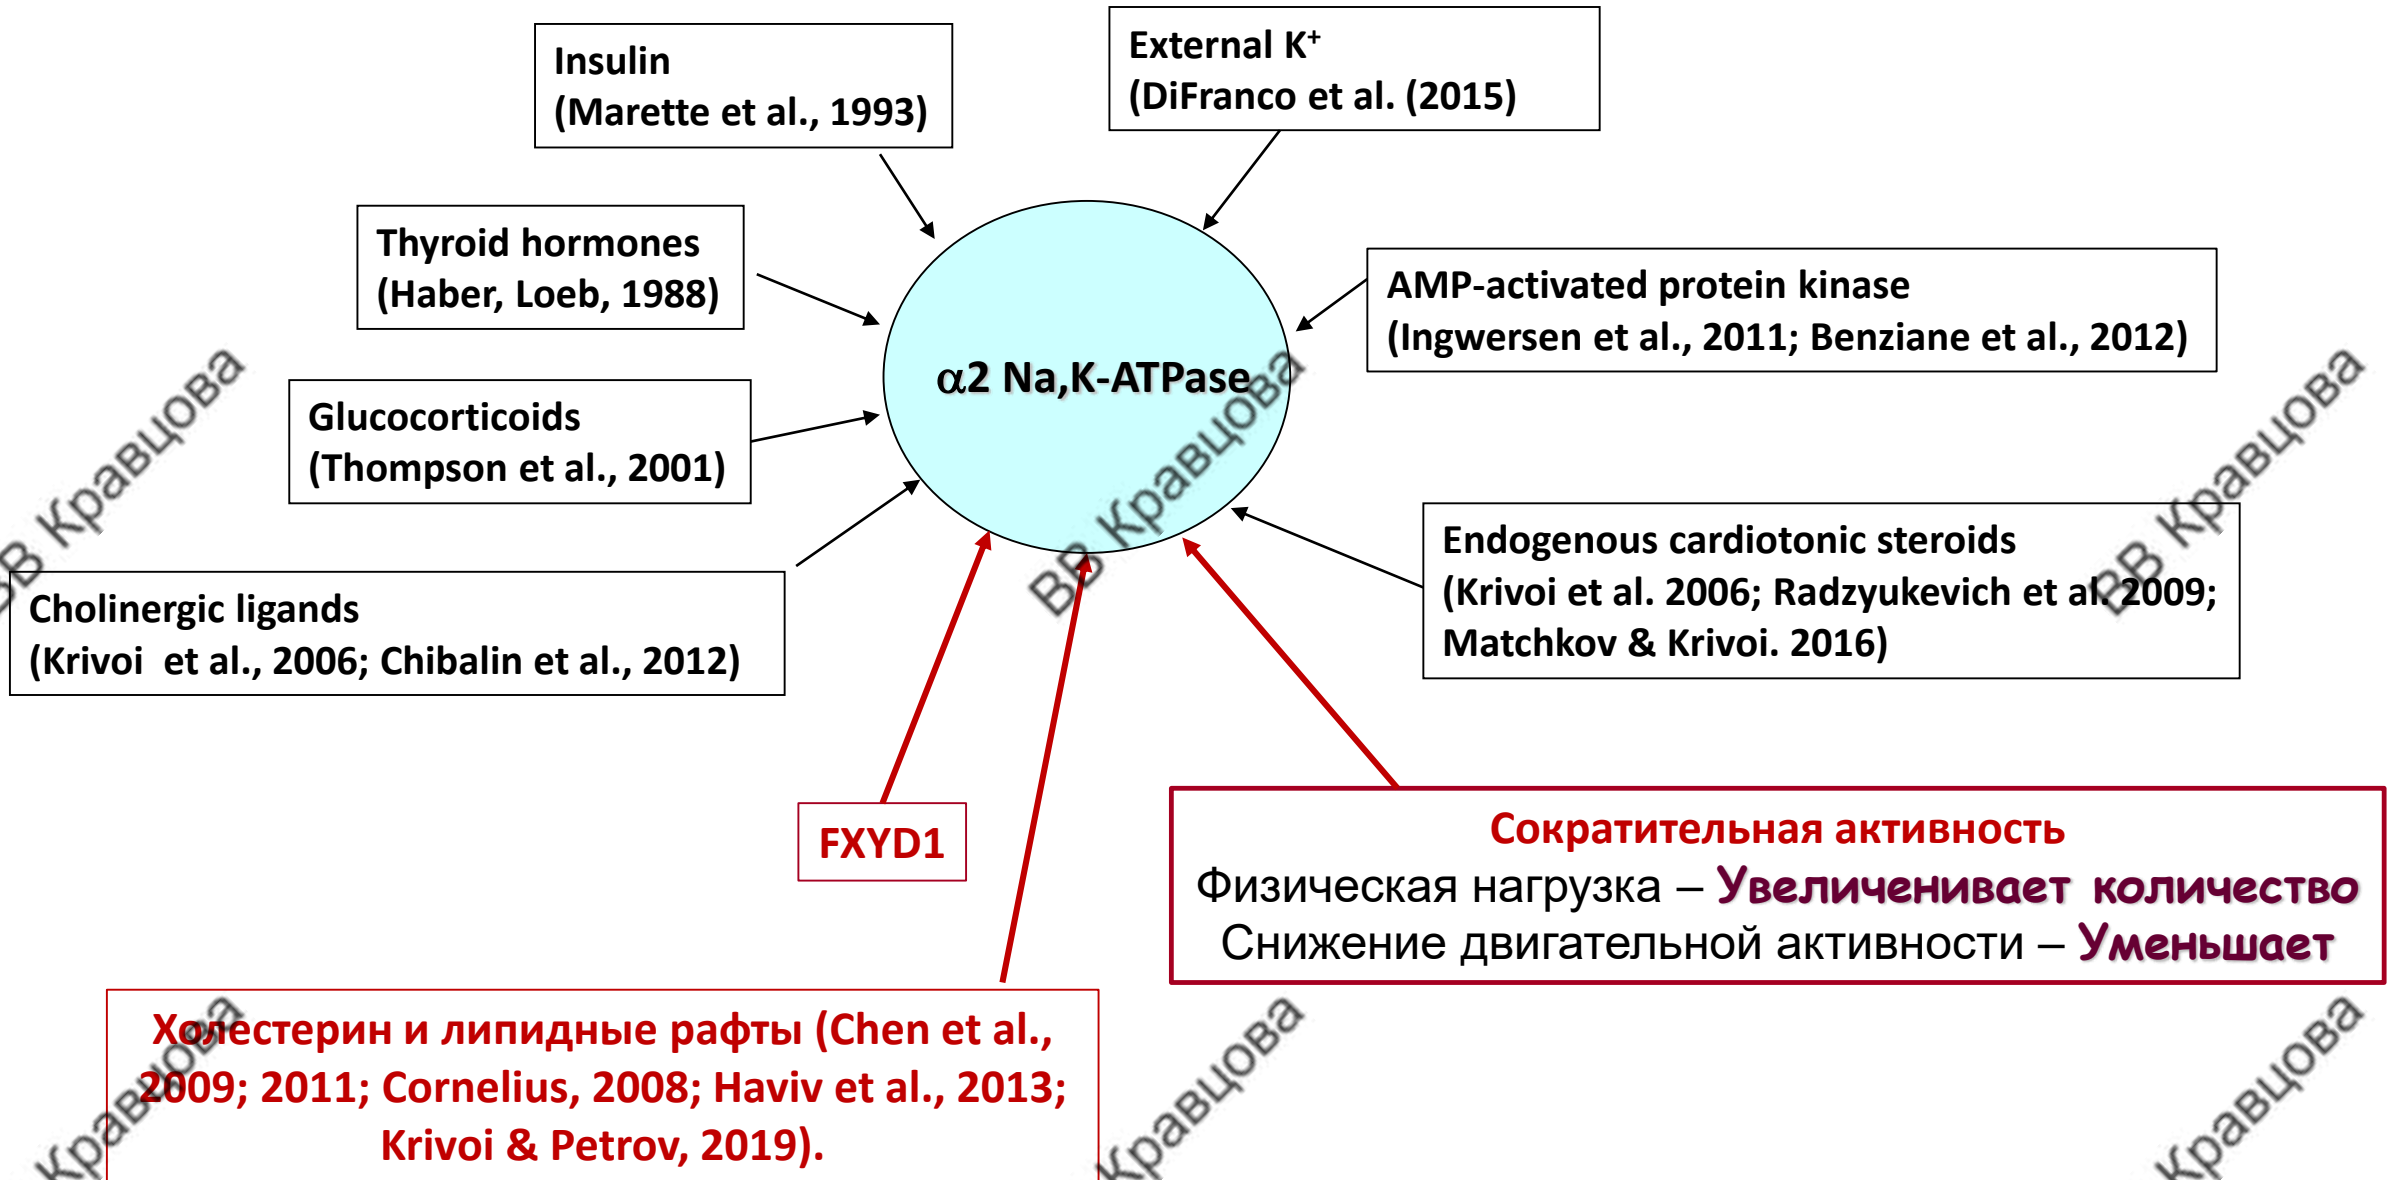 Insulin
(Marette et al., 1993)
External K⁺
(DiFranco et al. (2015)
Thyroid hormones
(Haber, Loeb, 1988)
AMP-activated protein kinase
(Ingwersen et al., 2011; Benziane et al., 2012)
α2 Na,K-ATPase
Glucocorticoids
(Thompson et al., 2001)
Endogenous cardiotonic steroids
(Krivoi et al. 2006; Radzyukevich et al. 2009;
Matchkov & Krivoi. 2016)
Cholinergic ligands
(Krivoi et al., 2006; Chibalin et al., 2012)
FXYD1
Сократительная активность
Физическая нагрузка – Увеличенивает количество
Снижение двигательной активности – Уменьшает
Холестерин и липидные рафты (Chen et al.,
2009; 2011; Cornelius, 2008; Haviv et al., 2013;
Krivoi & Petrov, 2019).
ВВ Кравцова
ВВ Кравцова
ВВ Кравцова
Кравцова
Кравцова
Кравцова